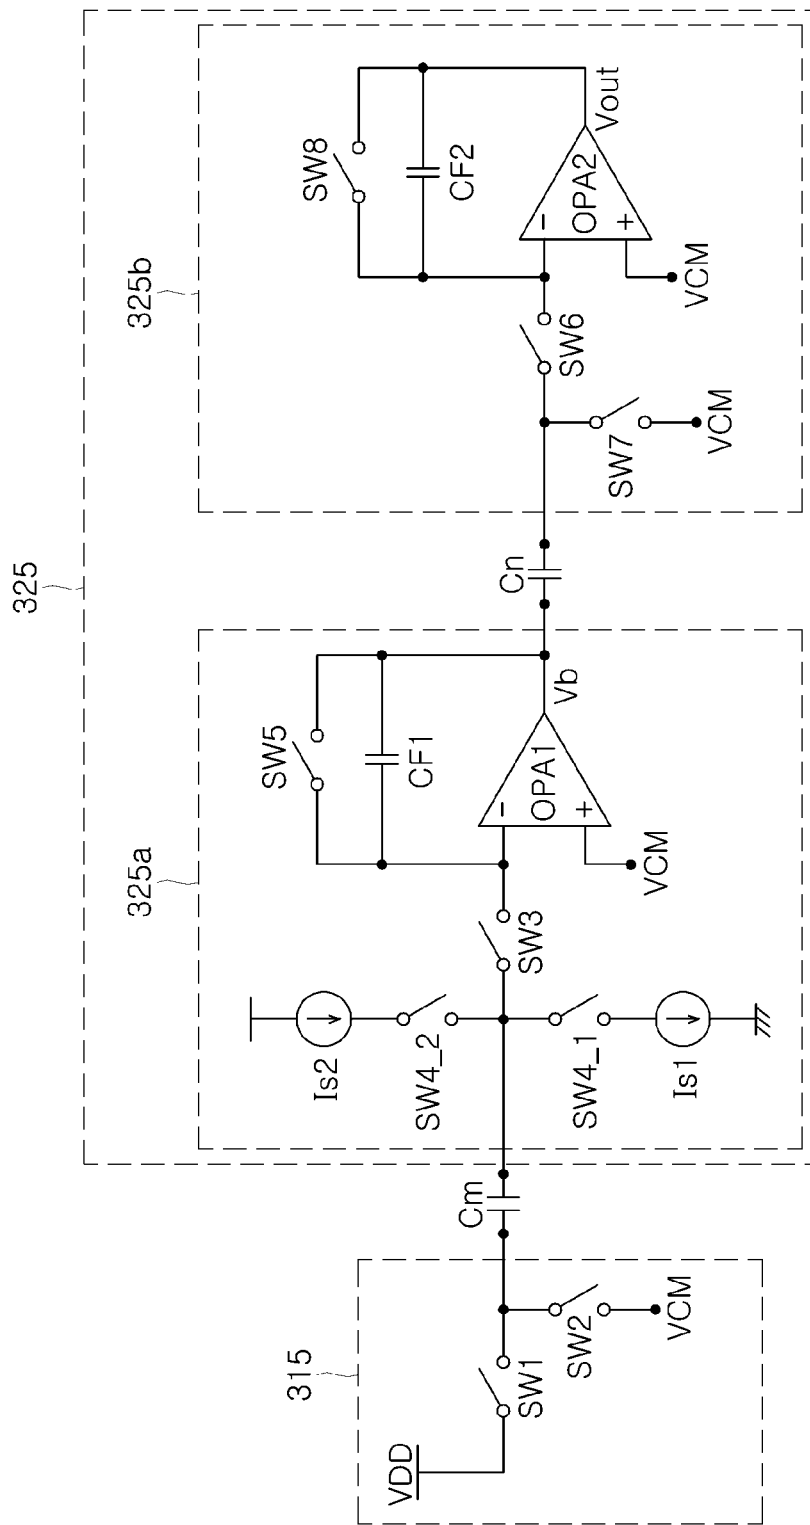 325
325a
325b
315
VDD
SW1
SW2
VCM
Cm
Is2
SW4_2
SW4_1
Is1
SW3
SW5
CF1
OPA1
-
+
VCM
Vb
Cn
SW7
VCM
SW6
SW8
CF2
OPA2
-
+
VCM
Vout